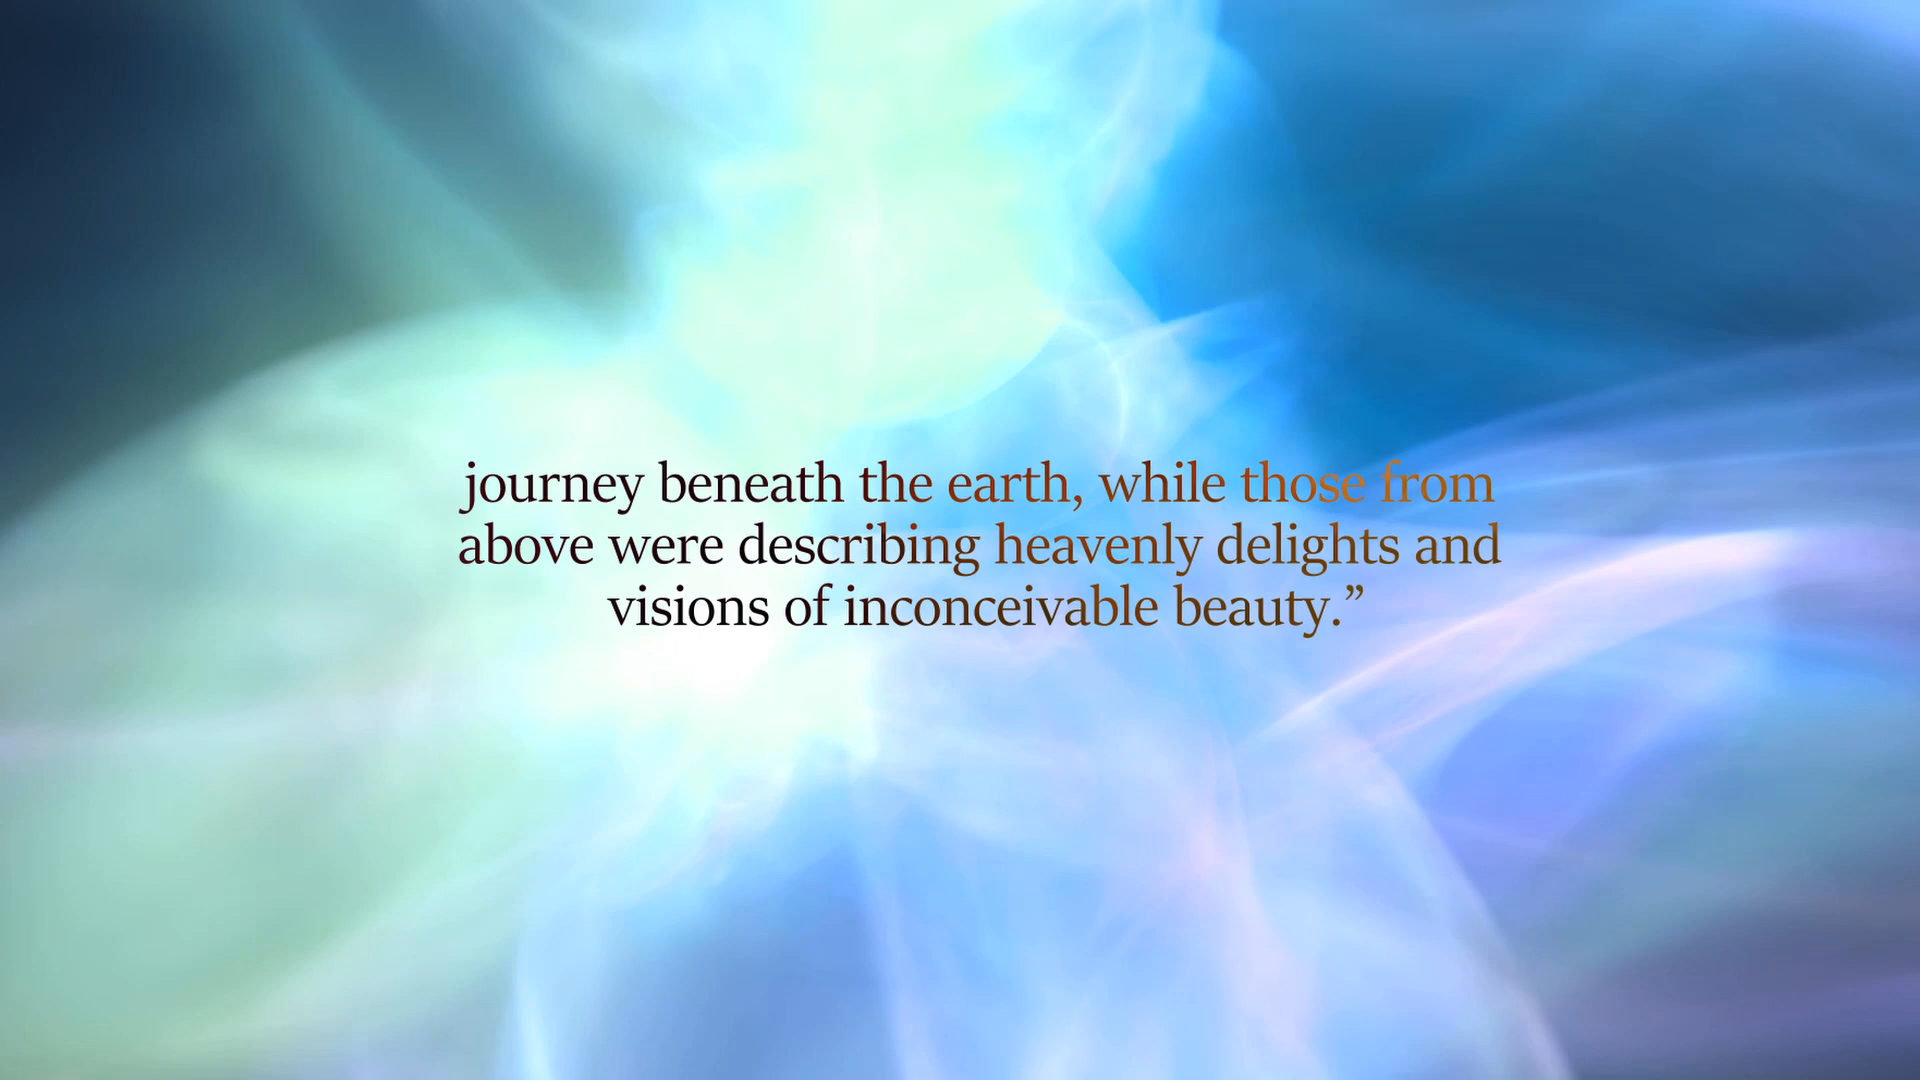 journey beneath the earth, while those from
above were describing heavenly delights and
visions of inconceivable beauty.”